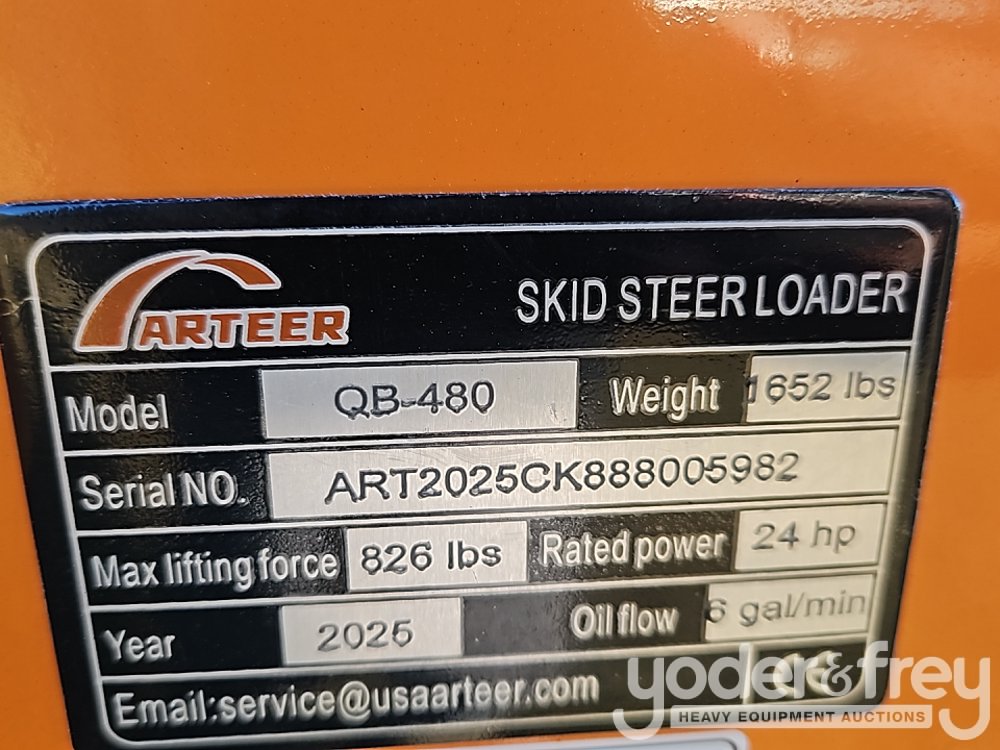 ARTEER
SKID STEER LOADER
Model QB-480 Weight 1652 lbs
Serial NO. ART2025CK888005982
Max lifting force 826 lbs Rated power 24 hp
Year 2025 Oil flow 6 gal/min
Email:service@usaarteer.com
yoder&frey
HEAVY EQUIPMENT AUCTIONS